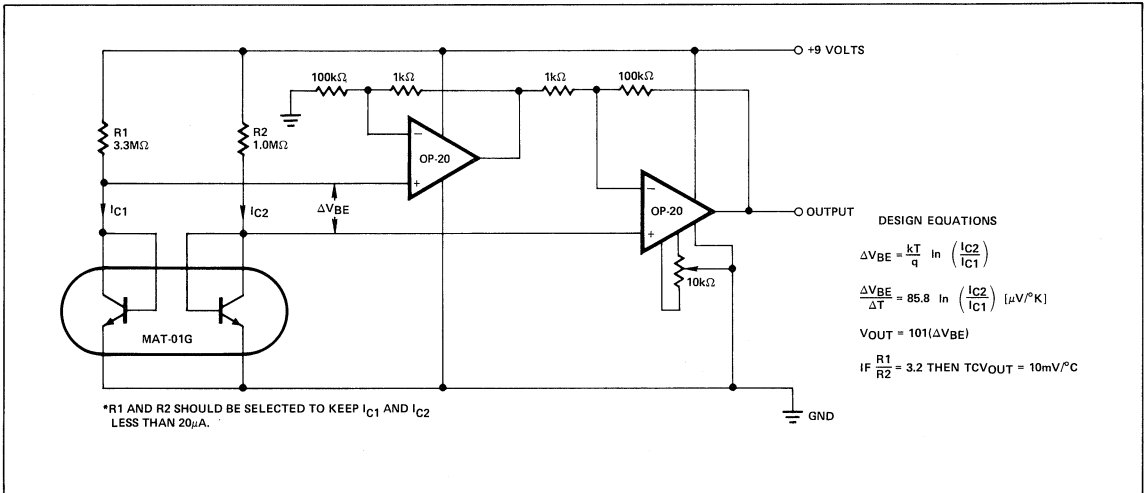 +9 VOLTS
100kΩ
1kΩ
1kΩ
100kΩ
R1
3.3MΩ
R2
1.0MΩ
−
OP-20
+
IC1
IC2
ΔVBE
−
OP-20
+
OUTPUT
10kΩ
MAT-01G
GND
*R1 AND R2 SHOULD BE SELECTED TO KEEP IC1 AND IC2
LESS THAN 20μA.
DESIGN EQUATIONS
ΔVBE = kT/q ln (IC2/IC1)
ΔVBE/ΔT = 85.8 ln (IC2/IC1) [μV/°K]
VOUT = 101(ΔVBE)
IF R1/R2 = 3.2 THEN TCVOUT = 10mV/°C